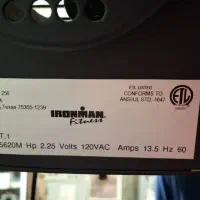 256
Texas 75355-1239
ETL LISTED
CONFORMS TO
ANSI/UL STD. 1647
ETL
IRONMAN
Fitness
T.1
5620M Hp 2.25 Volts 120VAC Amps 13.5 Hz 60